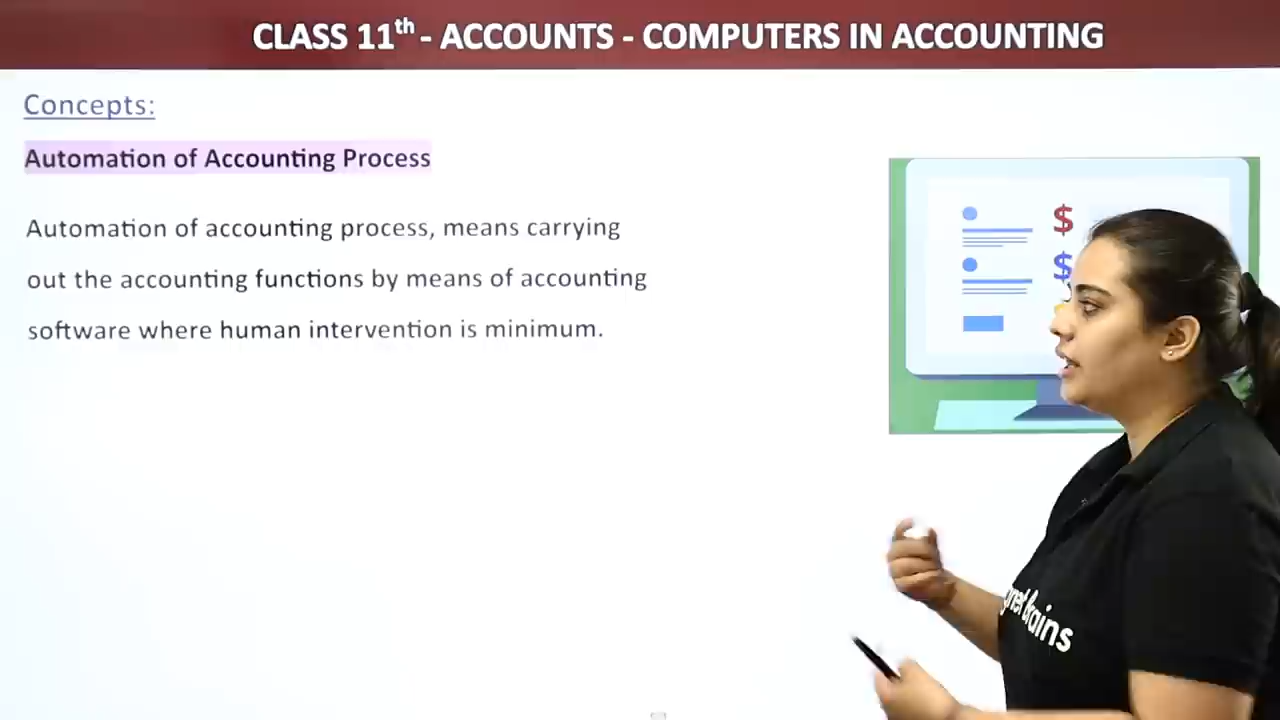 CLASS 11th - ACCOUNTS - COMPUTERS IN ACCOUNTING
Concepts:
Automation of Accounting Process
Automation of accounting process, means carrying
out the accounting functions by means of accounting
software where human intervention is minimum.
$
$